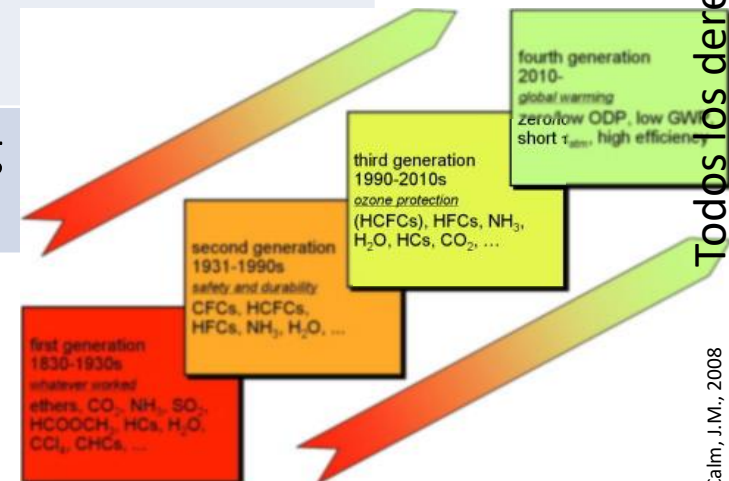 fourth generation
2010-
global warming
zero/low ODP, low GWP
short τatm, high efficiency
third generation
1990-2010s
ozone protection
(HCFCs), HFCs, NH₃,
H₂O, HCs, CO₂, ...
second generation
1931-1990s
safety and durability
CFCs, HCFCs,
HFCs, NH₃, H₂O, ...
first generation
1830-1930s
whatever worked
ethers, CO₂, NH₃, SO₂,
HCOOCH₃, HCs, H₂O,
CCl₄, CHCs, ...
Todos los dere
Calm, J.M., 2008